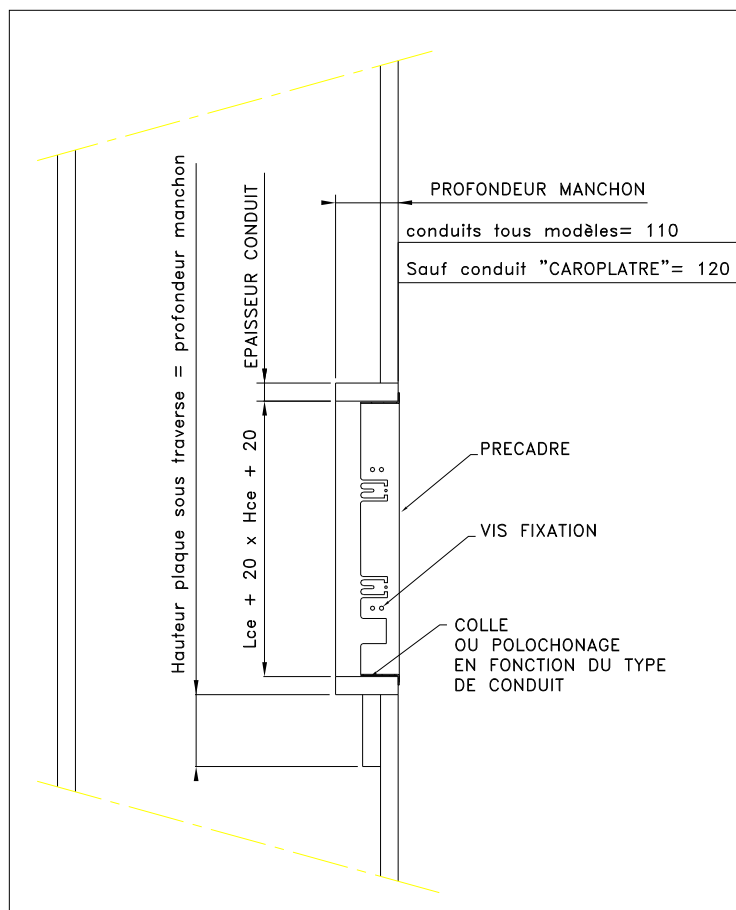 PROFONDEUR MANCHON
conduits tous modèles= 110
Sauf conduit "CAROPLATRE"= 120
Hauteur plaque sous traverse = profondeur manchon
EPAISSEUR CONDUIT
Lce + 20 x Hce + 20
PRECADRE
VIS FIXATION
COLLE
OU POLOCHONAGE
EN FONCTION DU TYPE
DE CONDUIT